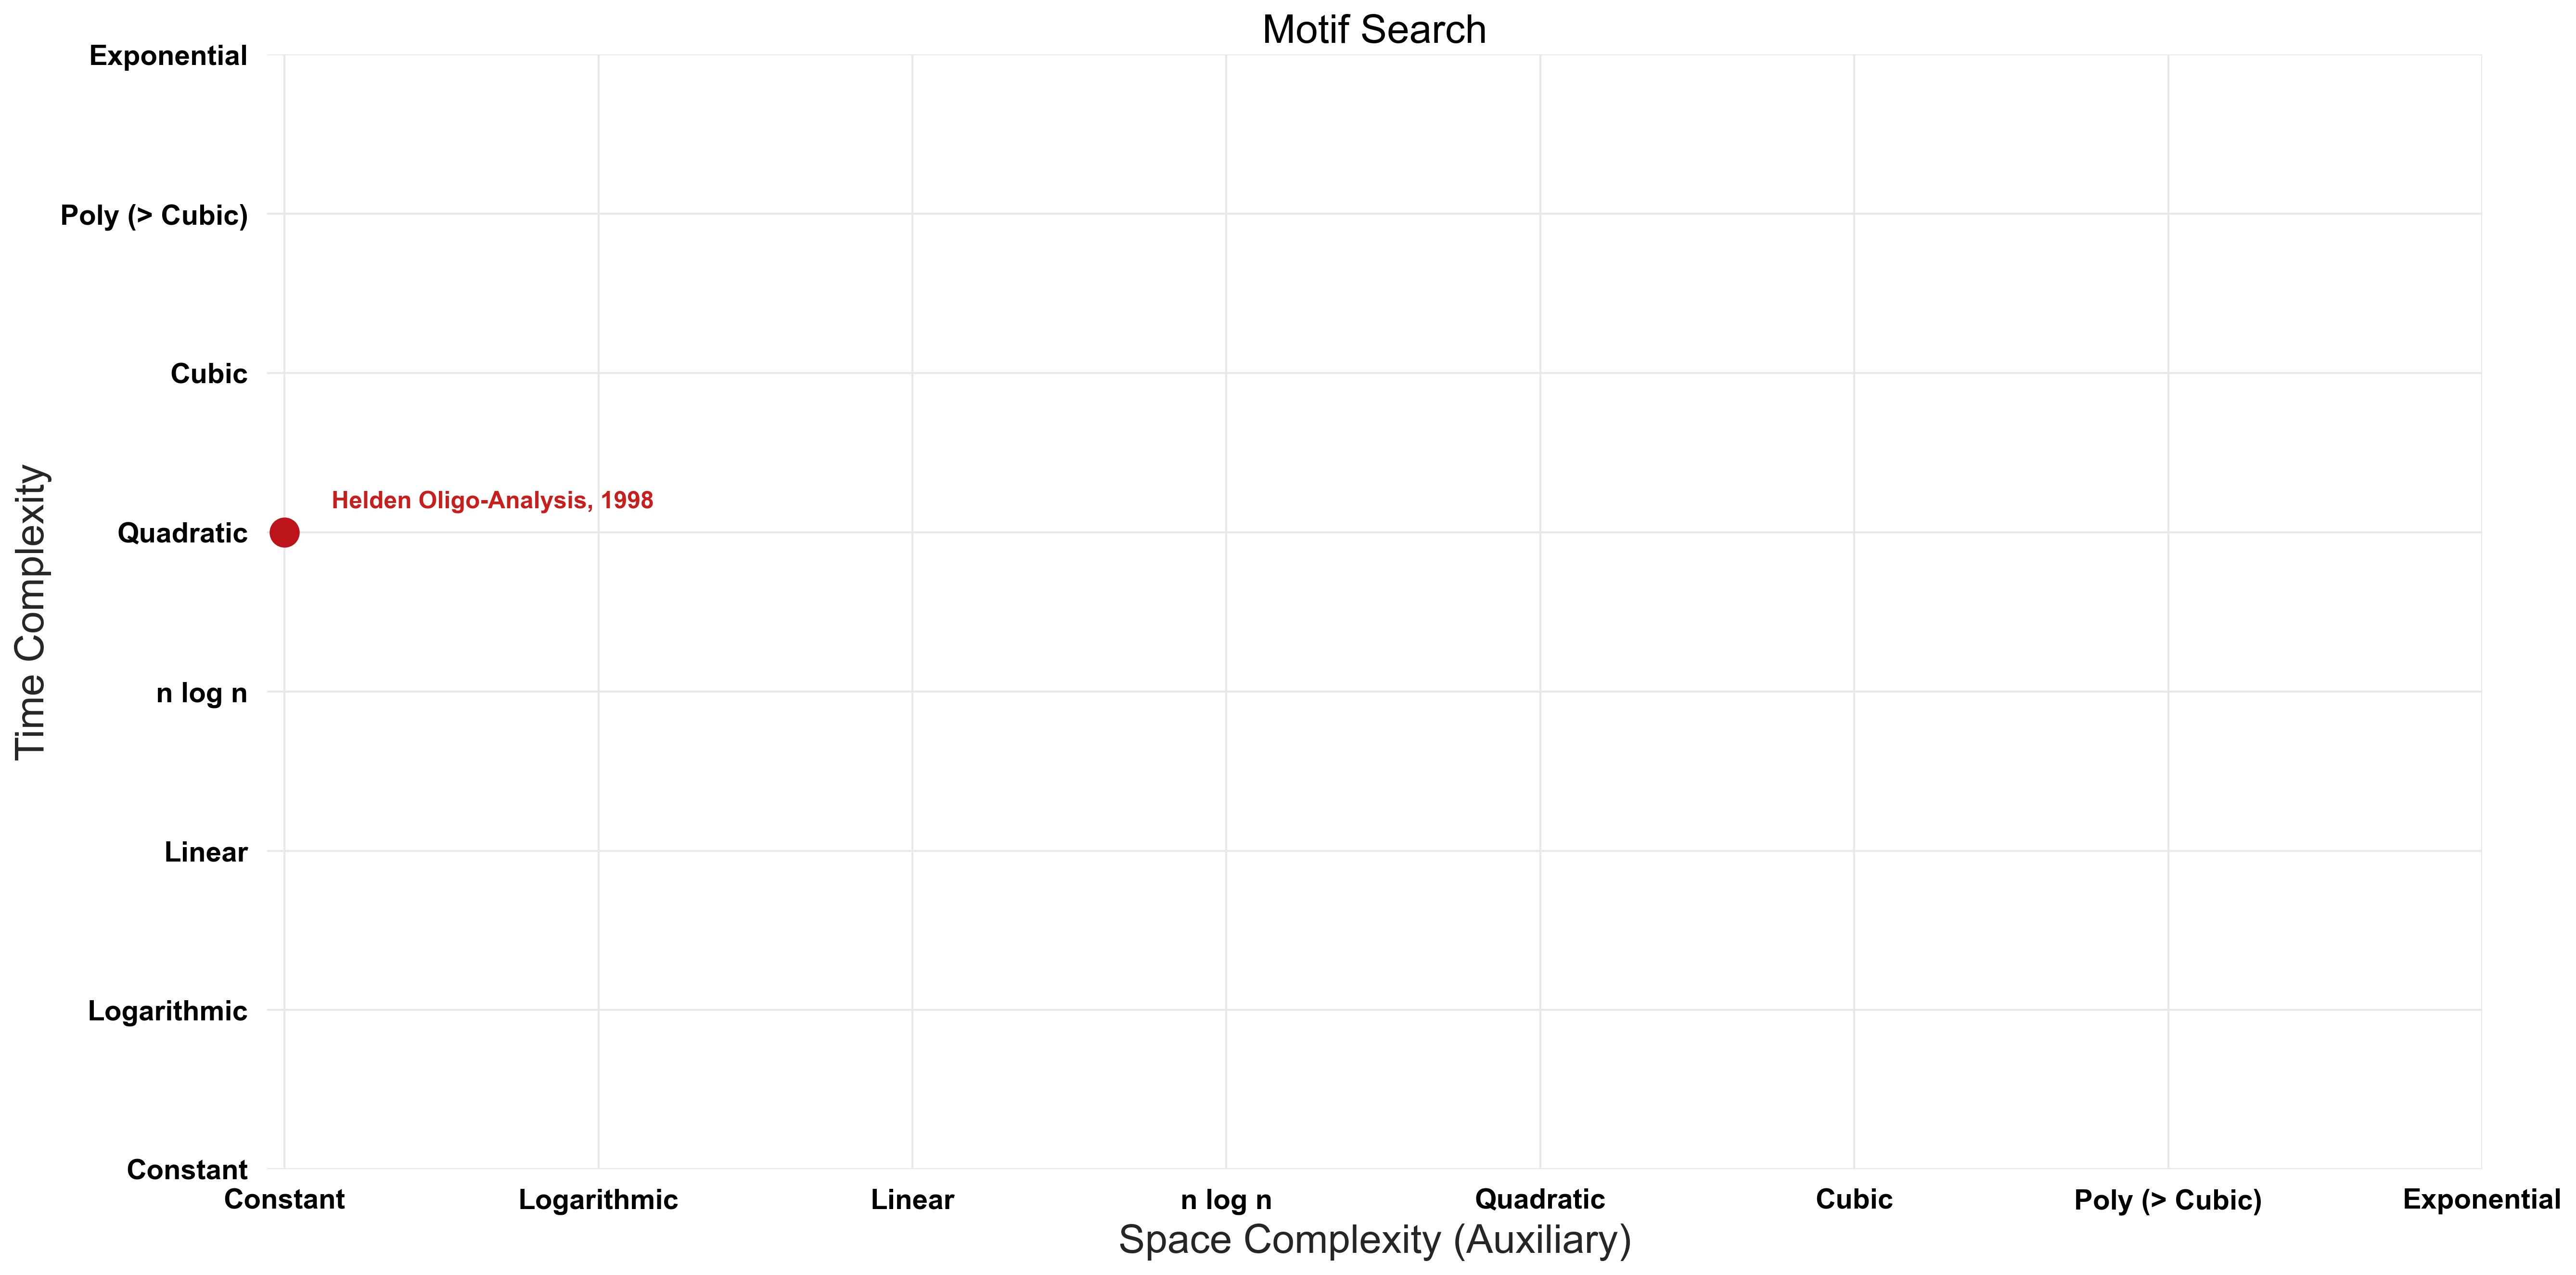 Motif Search
Exponential
Poly (> Cubic)
Cubic
Quadratic
n log n
Linear
Logarithmic
Constant
Time Complexity
Helden Oligo-Analysis, 1998
Constant Logarithmic Linear n log n Quadratic Cubic Poly (> Cubic) Exponential
Space Complexity (Auxiliary)